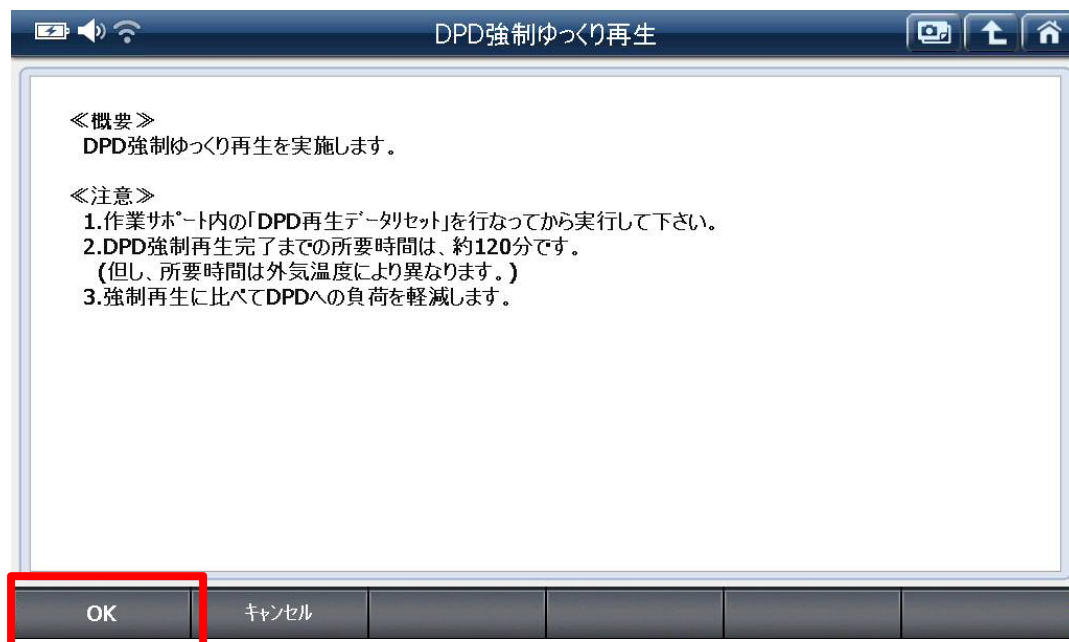 DPD強制ゆっくり再生
≪概要≫
DPD強制ゆっくり再生を実施します。
≪注意≫
1.作業ｻﾎﾟｰﾄ内の｢DPD再生ﾃﾞｰﾀﾘｾｯﾄ｣を行なってから実行して下さい。
2.DPD強制再生完了までの所要時間は、約120分です。
(但し、所要時間は外気温度により異なります。)
3.強制再生に比べてDPDへの負荷を軽減します。
OK ｷｬﾝｾﾙ